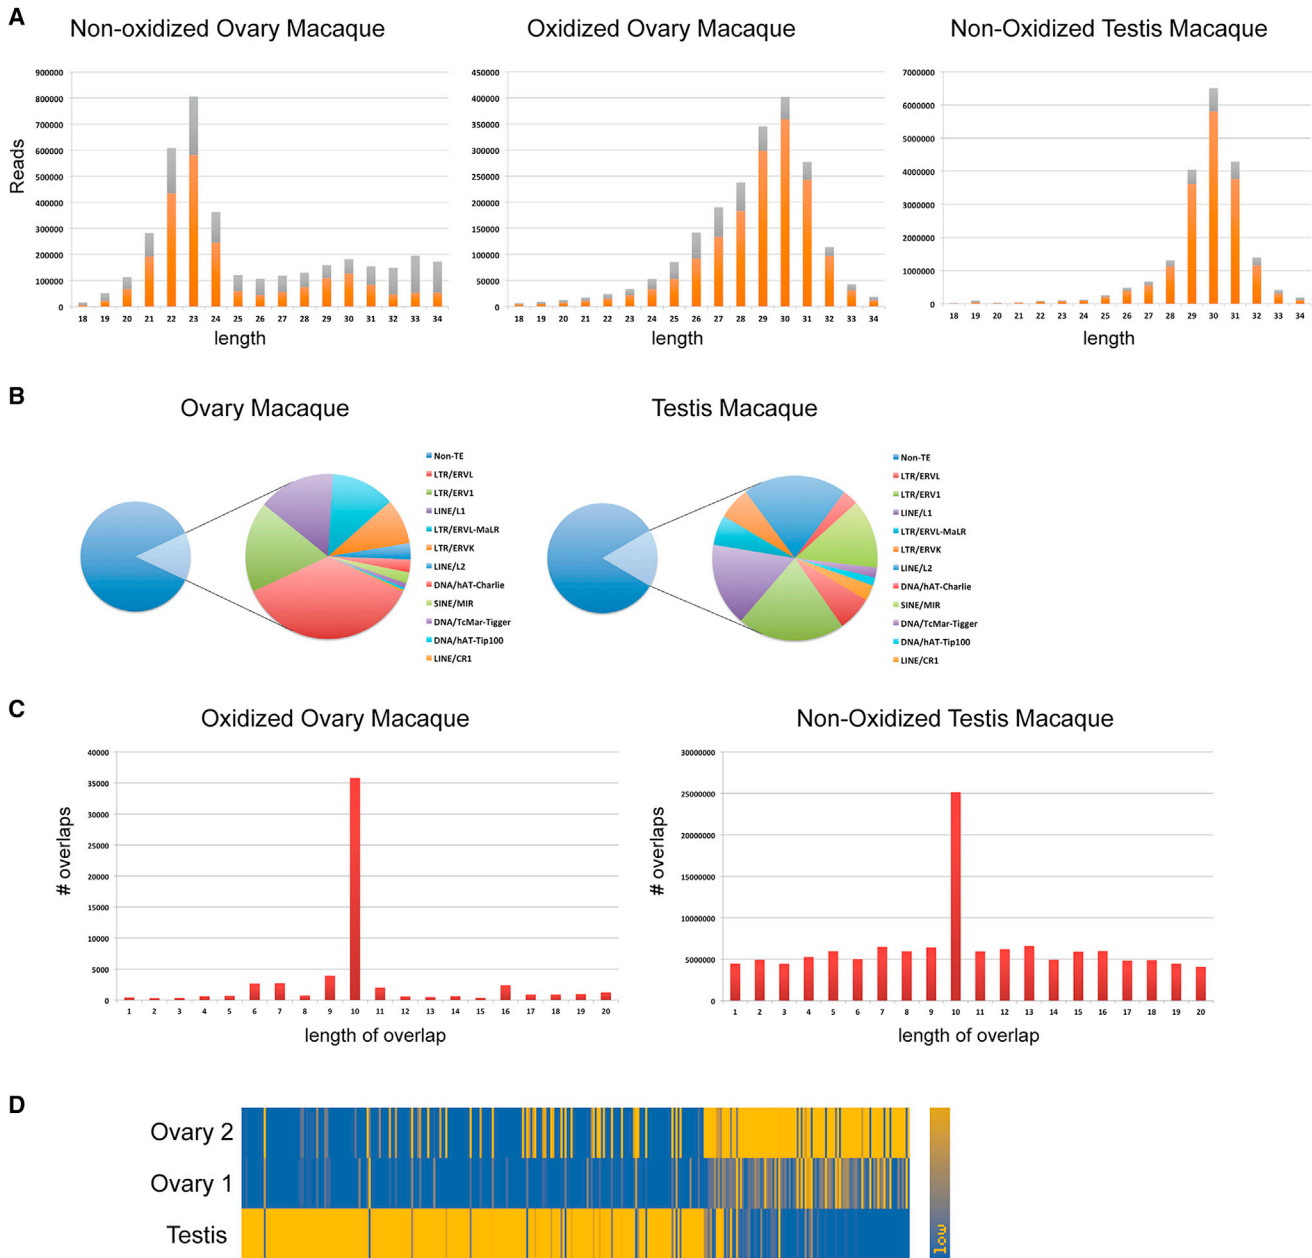 A
Non-oxidized Ovary Macaque
Oxidized Ovary Macaque
Non-Oxidized Testis Macaque
Reads
900000
800000
700000
600000
500000
400000
300000
200000
100000
0
18 19 20 21 22 23 24 25 26 27 28 29 30 31 32 33 34
length
450000
400000
350000
300000
250000
200000
150000
100000
50000
0
18 19 20 21 22 23 24 25 26 27 28 29 30 31 32 33 34
length
7000000
6000000
5000000
4000000
3000000
2000000
1000000
0
18 19 20 21 22 23 24 25 26 27 28 29 30 31 32 33 34
length
B
Ovary Macaque
Non-TE
LTR/ERVL
LTR/ERV1
LINE/L1
LTR/ERVL-MaLR
LTR/ERVK
LINE/L2
DNA/hAT-Charlie
SINE/MIR
DNA/TcMar-Tigger
DNA/hAT-Tip100
LINE/CR1
Testis Macaque
Non-TE
LTR/ERVL
LTR/ERV1
LINE/L1
LTR/ERVL-MaLR
LTR/ERVK
LINE/L2
DNA/hAT-Charlie
SINE/MIR
DNA/TcMar-Tigger
DNA/hAT-Tip100
LINE/CR1
C
Oxidized Ovary Macaque
# overlaps
40000
35000
30000
25000
20000
15000
10000
5000
0
1 2 3 4 5 6 7 8 9 10 11 12 13 14 15 16 17 18 19 20
length of overlap
Non-Oxidized Testis Macaque
# overlaps
30000000
25000000
20000000
15000000
10000000
5000000
0
1 2 3 4 5 6 7 8 9 10 11 12 13 14 15 16 17 18 19 20
length of overlap
D
Ovary 2
Ovary 1
Testis
low